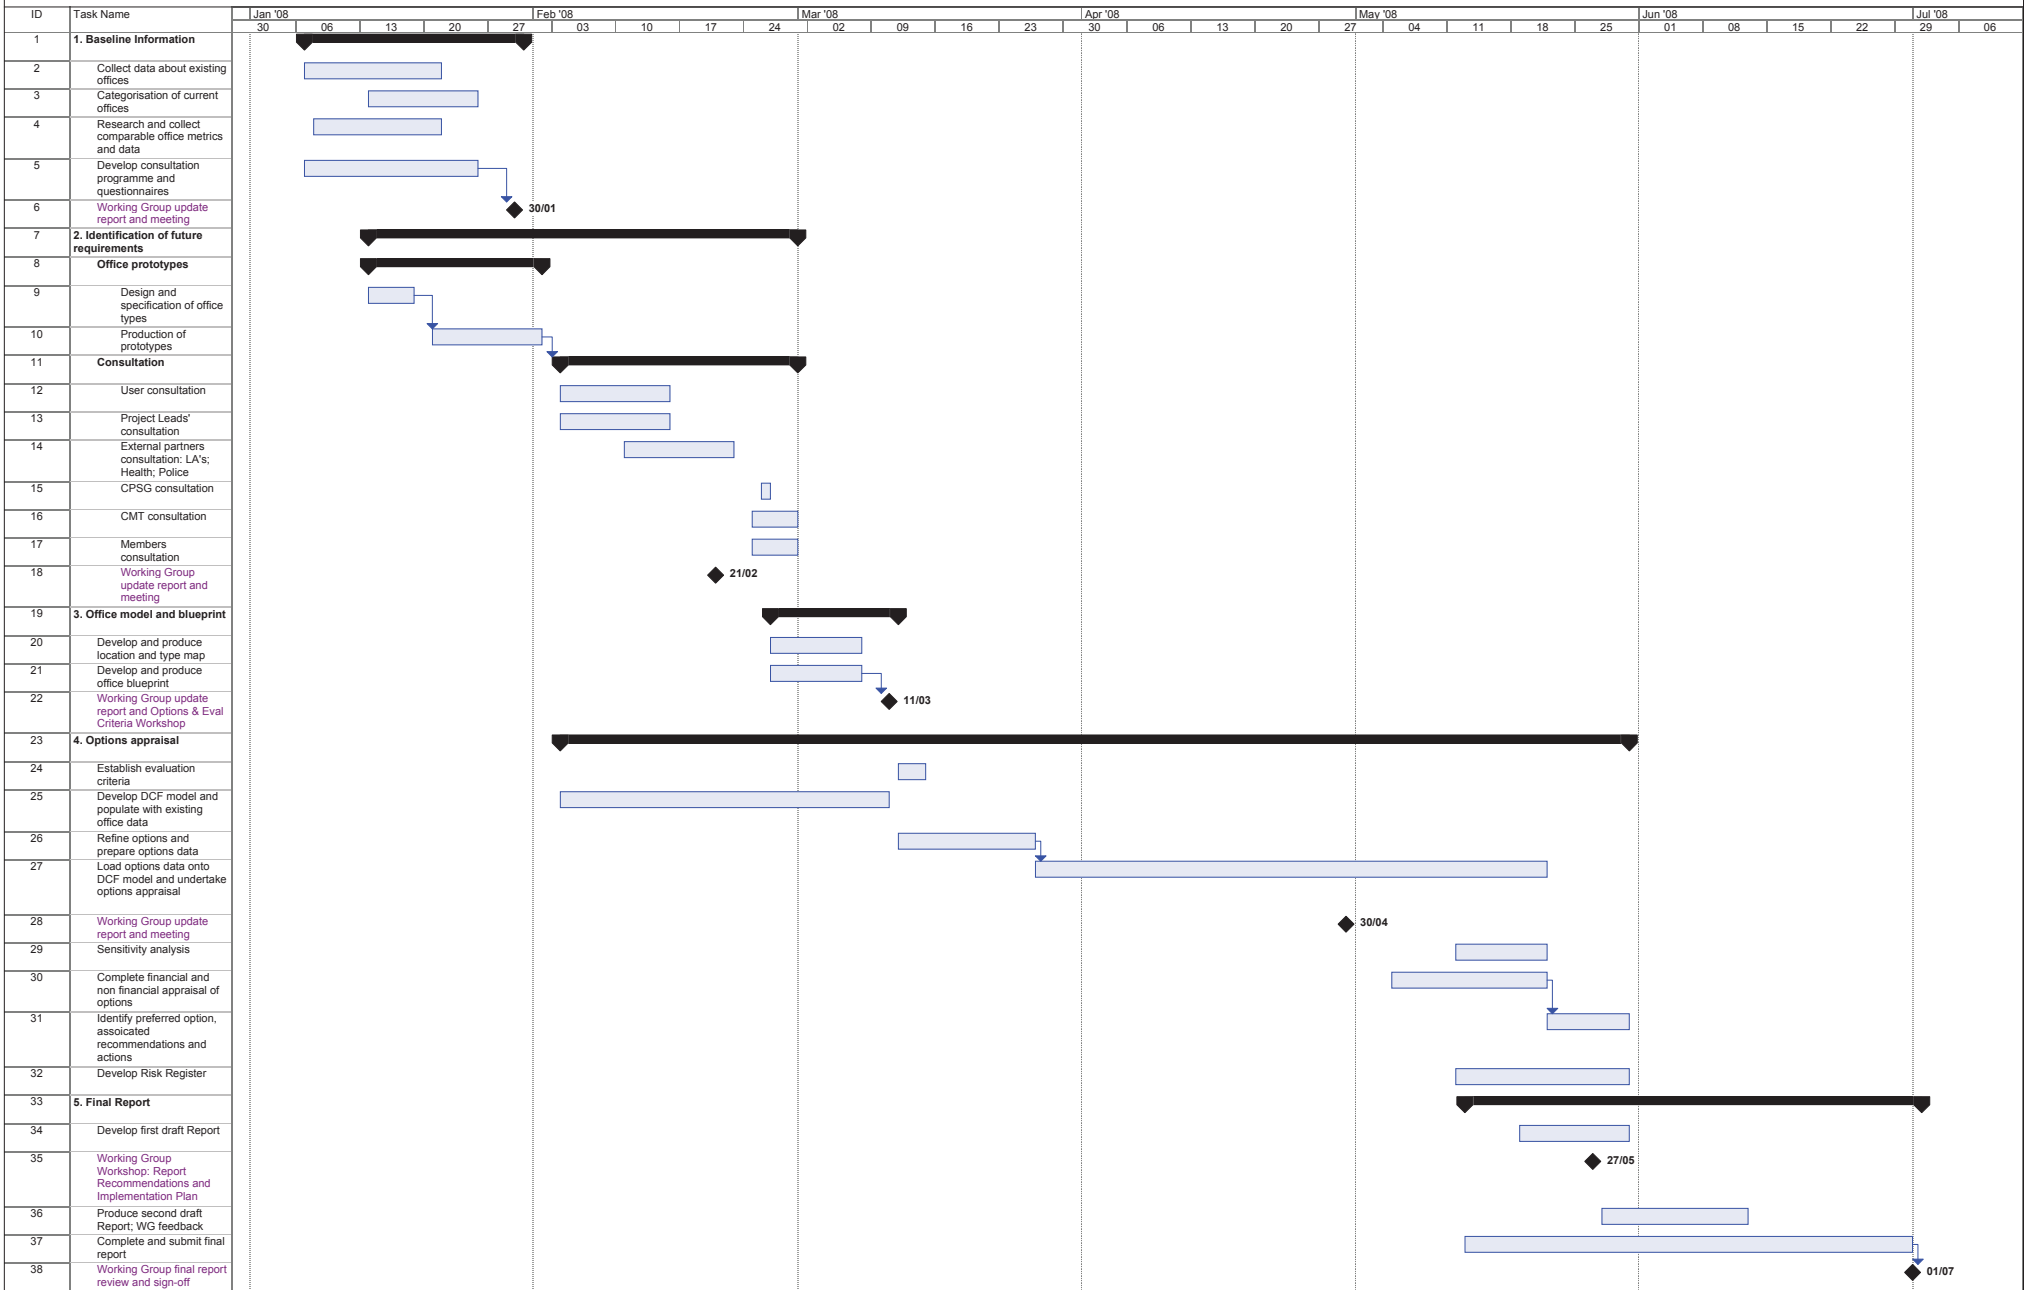 ID Task Name Jan '08 Feb '08 Mar '08 Apr '08 May '08 Jun '08 Jul '08
30 06 13 20 27 03 10 17 24 02 09 16 23 30 06 13 20 27 04 11 18 25 01 08 15 22 29 06
1 1. Baseline Information
2 Collect data about existing
offices
3 Categorisation of current
offices
4 Research and collect
comparable office metrics
and data
5 Develop consultation
programme and
questionnaires
6 Working Group update 30/01
report and meeting
7 2. Identification of future
requirements
8 Office prototypes
9 Design and
specification of office
types
10 Production of
prototypes
11 Consultation
12 User consultation
13 Project Leads'
consultation
14 External partners
consultation: LA's;
Health; Police
15 CPSG consultation
16 CMT consultation
17 Members
consultation
18 Working Group 21/02
update report and
meeting
19 3. Office model and blueprint
20 Develop and produce
location and type map
21 Develop and produce
office blueprint
22 Working Group update 11/03
report and Options & Eval
Criteria Workshop
23 4. Options appraisal
24 Establish evaluation
criteria
25 Develop DCF model and
populate with existing
office data
26 Refine options and
prepare options data
27 Load options data onto
DCF model and undertake
options appraisal
28 Working Group update 30/04
report and meeting
29 Sensitivity analysis
30 Complete financial and
non financial appraisal of
options
31 Identify preferred option,
assoicated
recommendations and
actions
32 Develop Risk Register
33 5. Final Report
34 Develop first draft Report
35 Working Group 27/05
Workshop: Report
Recommendations and
Implementation Plan
36 Produce second draft
Report; WG feedback
37 Complete and submit final
report
38 Working Group final report 01/07
review and sign-off